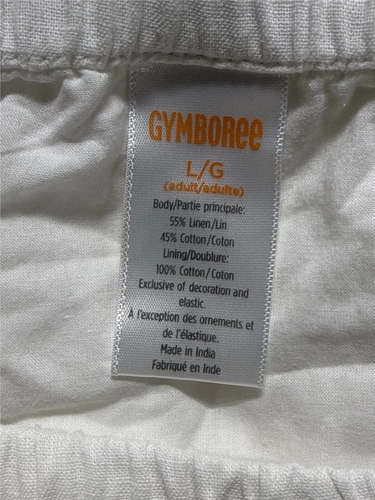 GYMBOREE
L/G
(adult/adulte)
Body/Partie principale:
55% Linen/Lin
45% Cotton/Coton
Lining/Doublure:
100% Cotton/Coton
Exclusive of decoration and
elastic.
À l'exception des ornements et
de l'élastique.
Made in India
Fabriqué en Inde